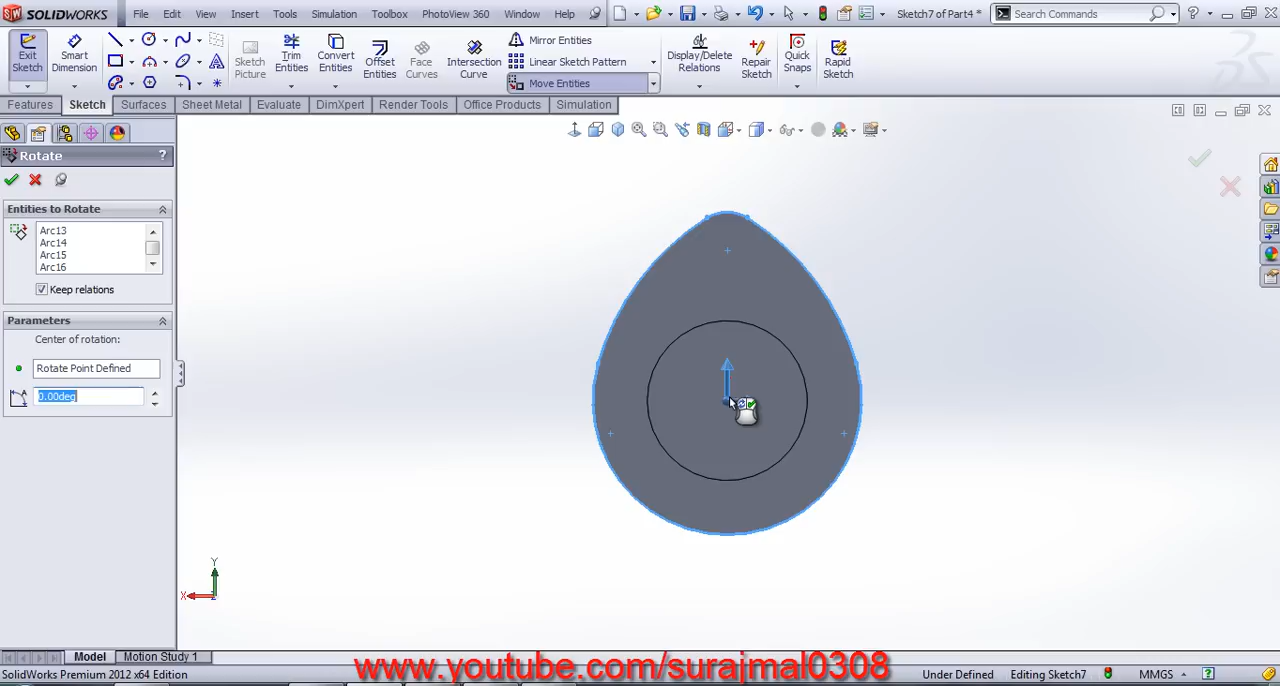 SW SOLIDWORKS File Edit View Insert Tools Simulation Toolbox PhotoView 360 Window Help Sketch7 of Part4 * Search Commands
Exit Sketch Smart Dimension Sketch Picture Trim Entities Convert Entities Offset Entities Face Curves Intersection Curve Mirror Entities Linear Sketch Pattern Move Entities Display/Delete Relations Repair Sketch Quick Snaps Rapid Sketch
Features Sketch Surfaces Sheet Metal Evaluate DimXpert Render Tools Office Products Simulation
Rotate ?
Entities to Rotate
Arc13
Arc14
Arc15
Arc16
Keep relations
Parameters
Center of rotation:
Rotate Point Defined
0.00deg
Y
X
Model Motion Study 1
www.youtube.com/surajmal0308
SolidWorks Premium 2012 x64 Edition Under Defined Editing Sketch7 MMGS ?